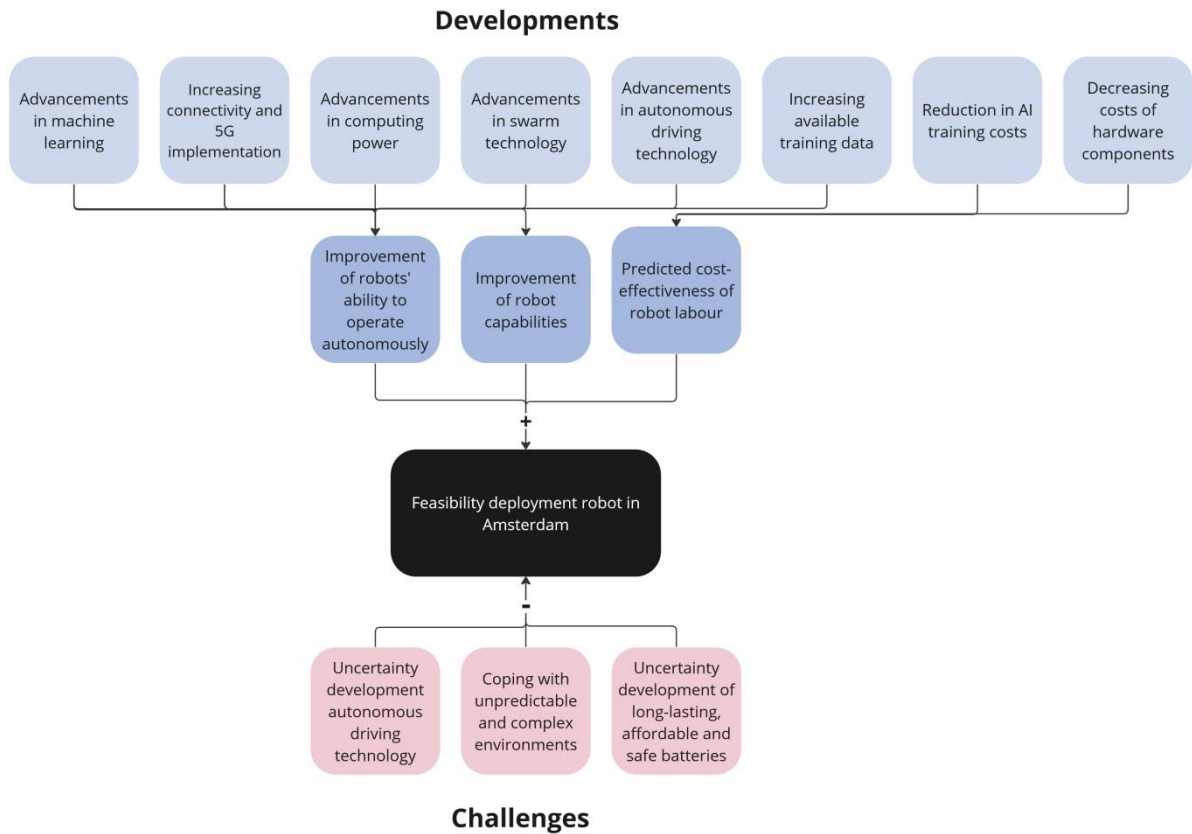 Developments
Advancements
in machine
learning
Increasing
connectivity and
5G
implementation
Advancements
in computing
power
Advancements
in swarm
technology
Advancements
in autonomous
driving
technology
Increasing
available
training data
Reduction in AI
training costs
Decreasing
costs of
hardware
components
Improvement
of robots'
ability to
operate
autonomously
Improvement
of robot
capabilities
Predicted cost-
effectiveness of
robot labour
+
Feasibility deployment robot in
Amsterdam
-
Uncertainty
development
autonomous
driving
technology
Coping with
unpredictable
and complex
environments
Uncertainty
development of
long-lasting,
affordable and
safe batteries
Challenges